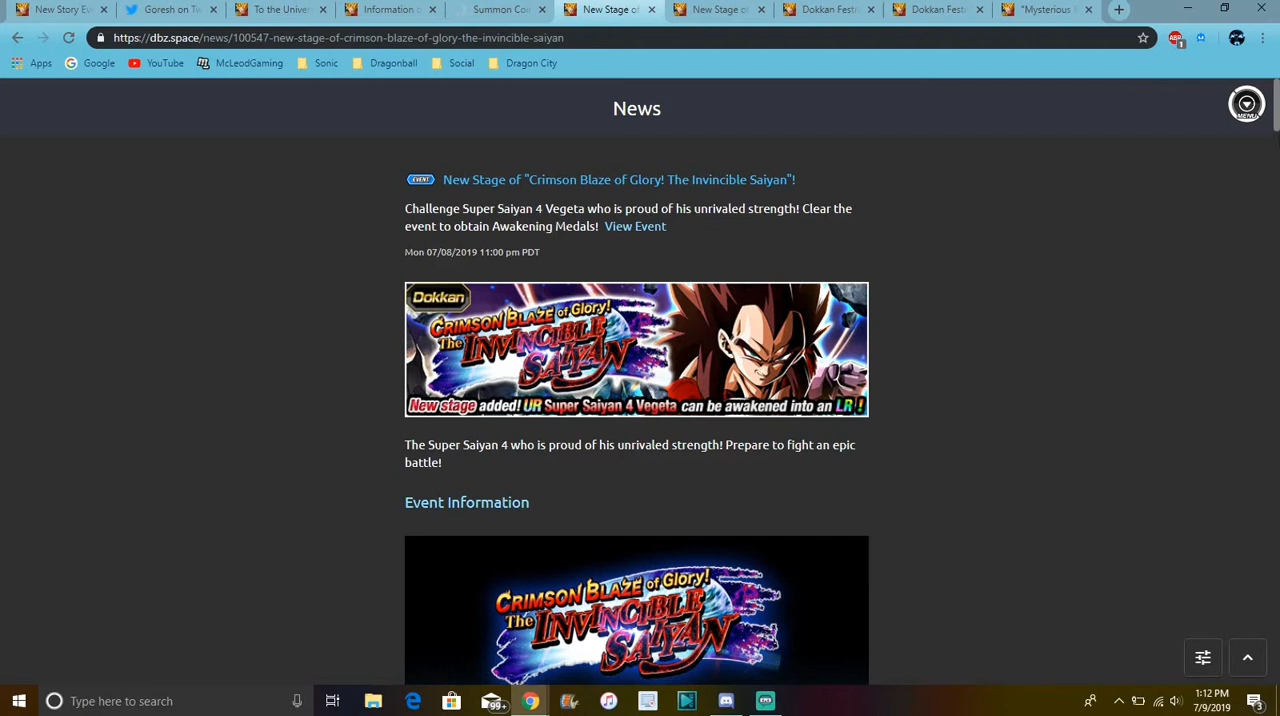 New Story Ev
Goresh on Tw
To the Univer
Information o
Summon Coi
New Stage of
New Stage of
Dokkan Festi
Dokkan Fest
"Mysterious
https://dbz.space/news/100547-new-stage-of-crimson-blaze-of-glory-the-invincible-saiyan
ABP
1
Apps
Google
YouTube
McLeodGaming
Sonic
Dragonball
Social
Dragon City
News
MENU
EVENT New Stage of "Crimson Blaze of Glory! The Invincible Saiyan"!
Challenge Super Saiyan 4 Vegeta who is proud of his unrivaled strength! Clear the
event to obtain Awakening Medals! View Event
Mon 07/08/2019 11:00 pm PDT
Dokkan
CRIMSON BLAZE of Glory!
The INVINCIBLE
SAIYAN
New stage added! UR Super Saiyan 4 Vegeta can be awakened into an LR !
The Super Saiyan 4 who is proud of his unrivaled strength! Prepare to fight an epic
battle!
Event Information
CRIMSON BLAZE of Glory!
The INVINCIBLE
SAIYAN
Type here to search
99+
1:12 PM
7/9/2019
3